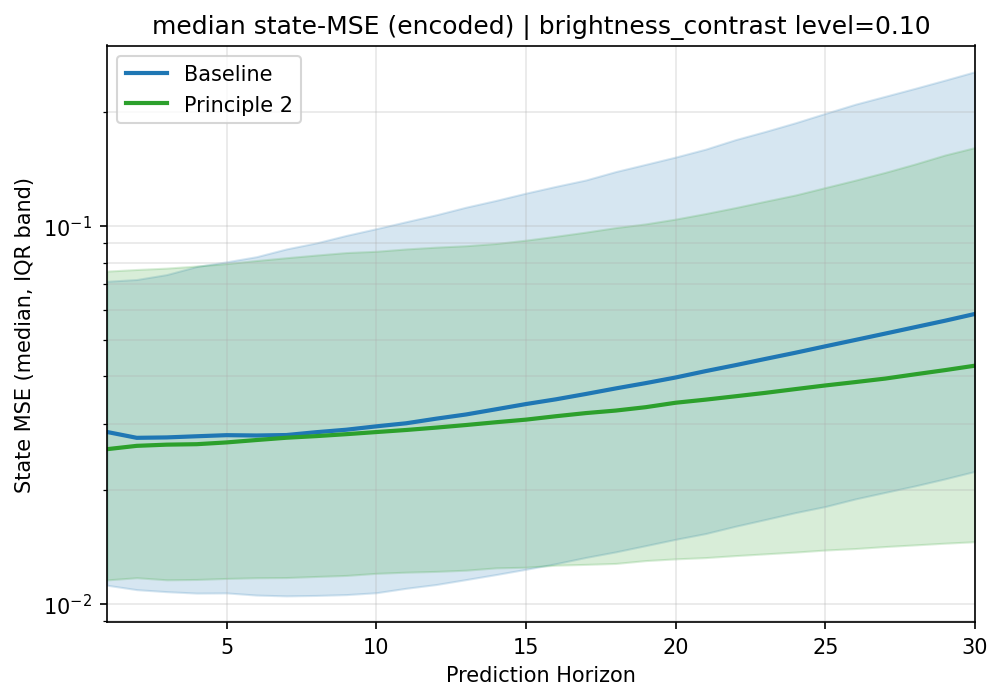 median state-MSE (encoded) | brightness_contrast level=0.10
Baseline
Principle 2
State MSE (median, IQR band)
10⁻¹
10⁻²
5
10
15
20
25
30
Prediction Horizon